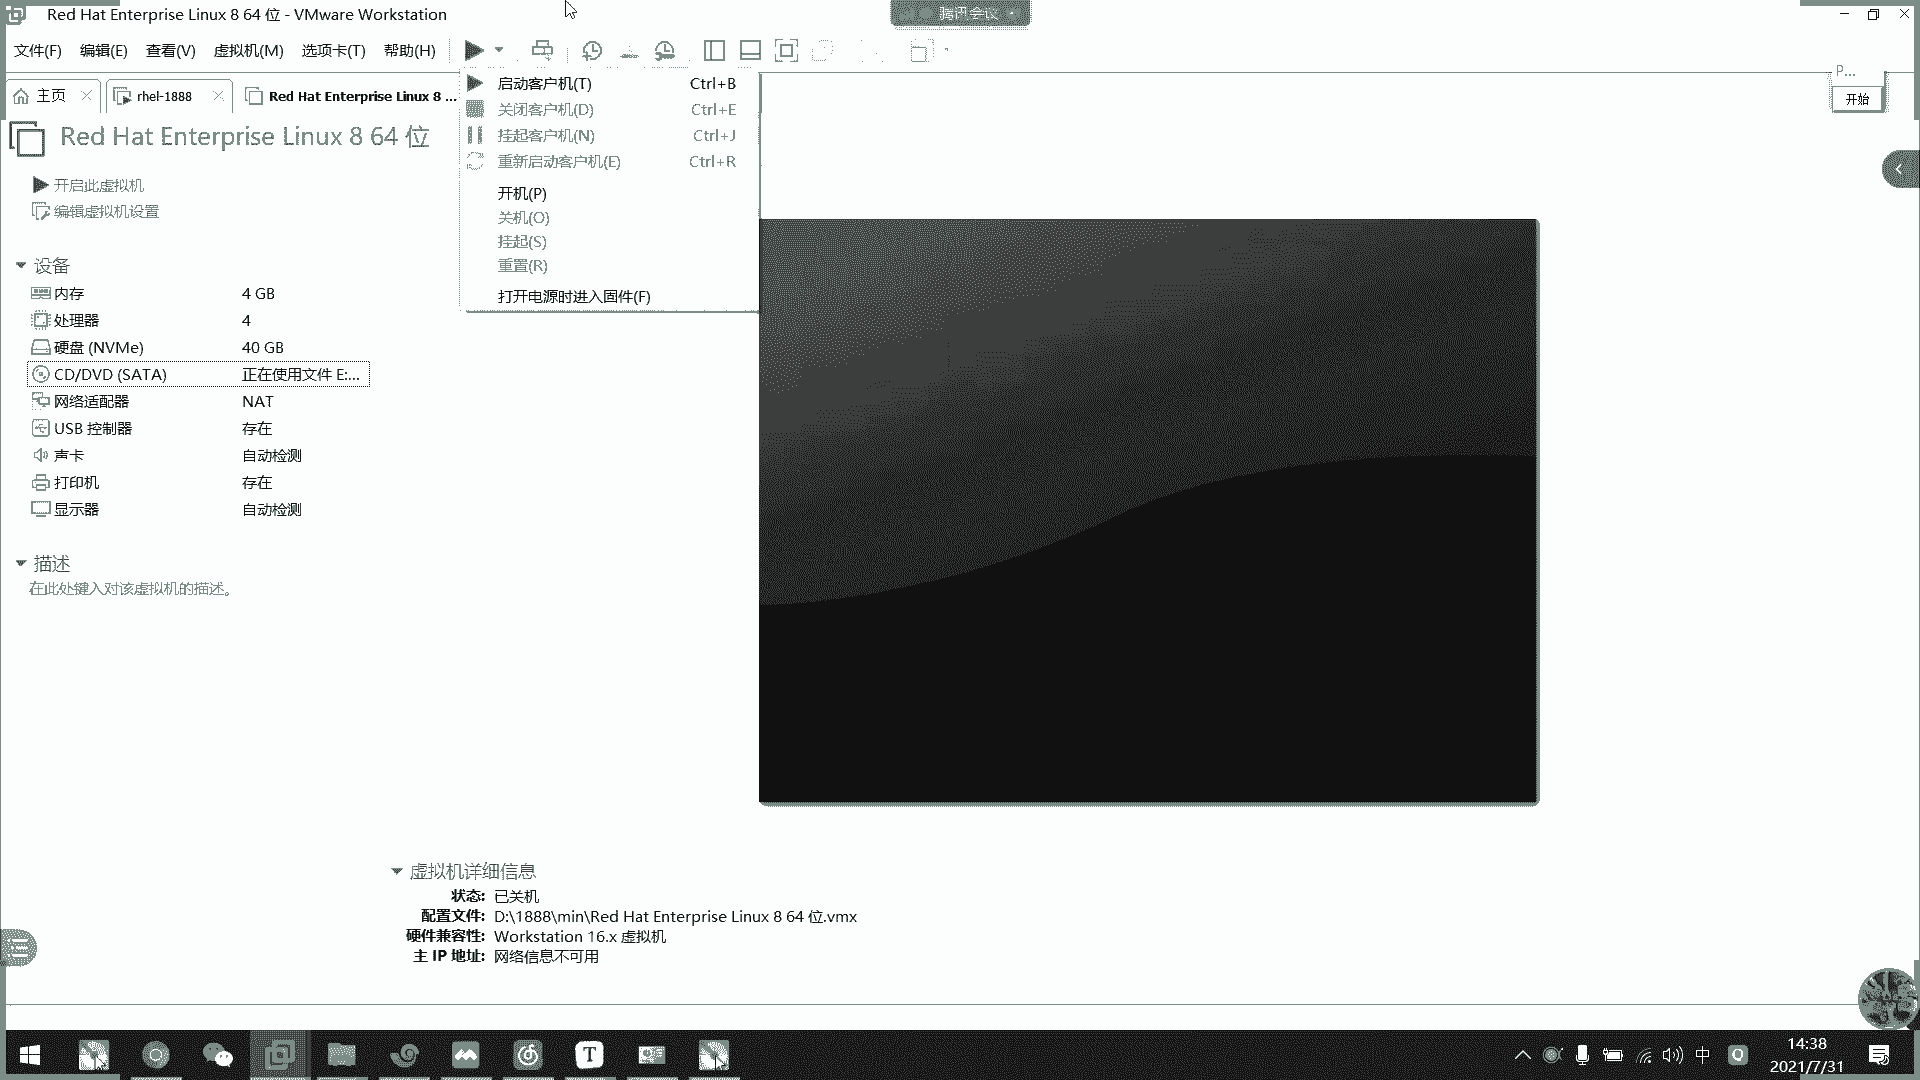 Red Hat Enterprise Linux 8 64 位 - VMware Workstation
腾讯会议
文件(F) 编辑(E) 查看(V) 虚拟机(M) 选项卡(T) 帮助(H)
P...
开始
主页 rhel-1888 Red Hat Enterprise Linux 8 ...
Red Hat Enterprise Linux 8 64 位
启动客户机(T) Ctrl+B
关闭客户机(D) Ctrl+E
挂起客户机(N) Ctrl+J
重新启动客户机(E) Ctrl+R
开机(P)
关机(O)
挂起(S)
重置(R)
打开电源时进入固件(F)
开启此虚拟机
编辑虚拟机设置
设备
内存 4 GB
处理器 4
硬盘 (NVMe) 40 GB
CD/DVD (SATA) 正在使用文件 E:...
网络适配器 NAT
USB 控制器 存在
声卡 自动检测
打印机 存在
显示器 自动检测
描述
在此处键入对该虚拟机的描述。
虚拟机详细信息
状态: 已关机
配置文件: D:\1888\min\Red Hat Enterprise Linux 8 64 位.vmx
硬件兼容性: Workstation 16.x 虚拟机
主 IP 地址: 网络信息不可用
T
中
Q
14:38
2021/7/31